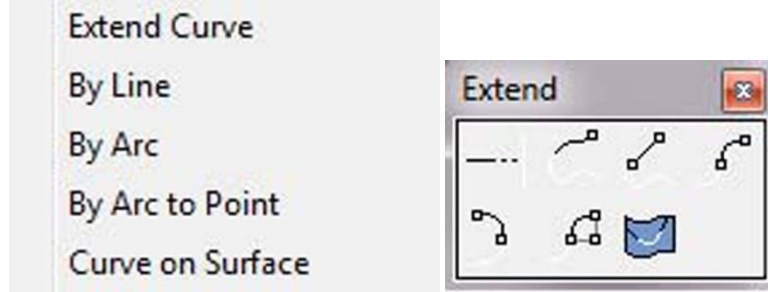 Extend Curve
By Line
By Arc
By Arc to Point
Curve on Surface
Extend